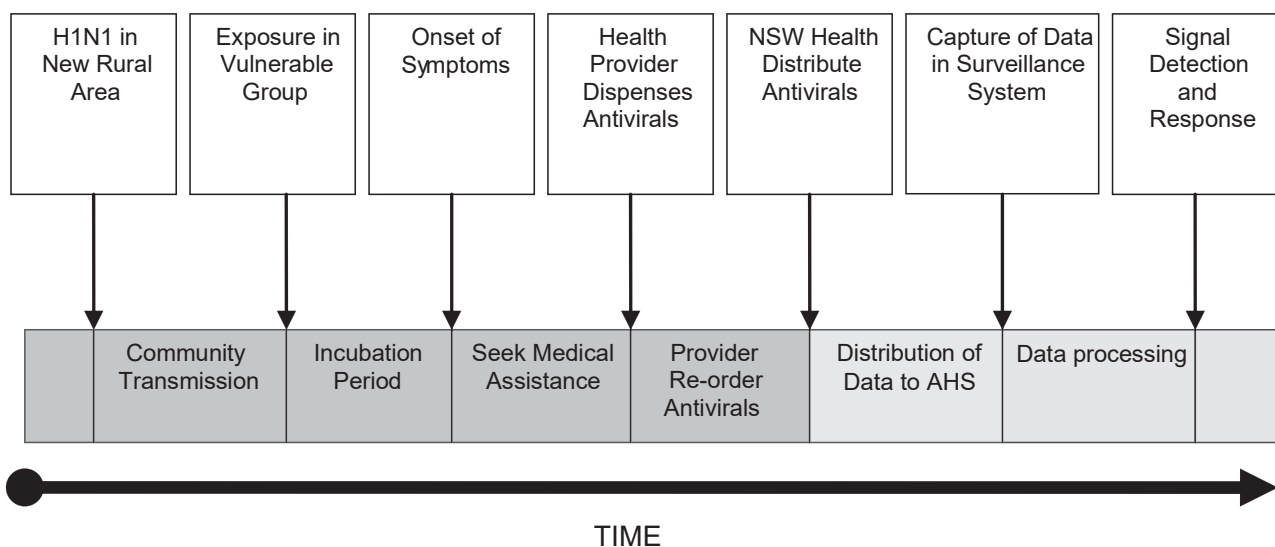 H1N1 in
New Rural
Area
Exposure in
Vulnerable
Group
Onset of
Symptoms
Health
Provider
Dispenses
Antivirals
NSW Health
Distribute
Antivirals
Capture of Data
in Surveillance
System
Signal
Detection
and
Response
Community
Transmission
Incubation
Period
Seek Medical
Assistance
Provider
Re-order
Antivirals
Distribution of
Data to AHS
Data processing
TIME